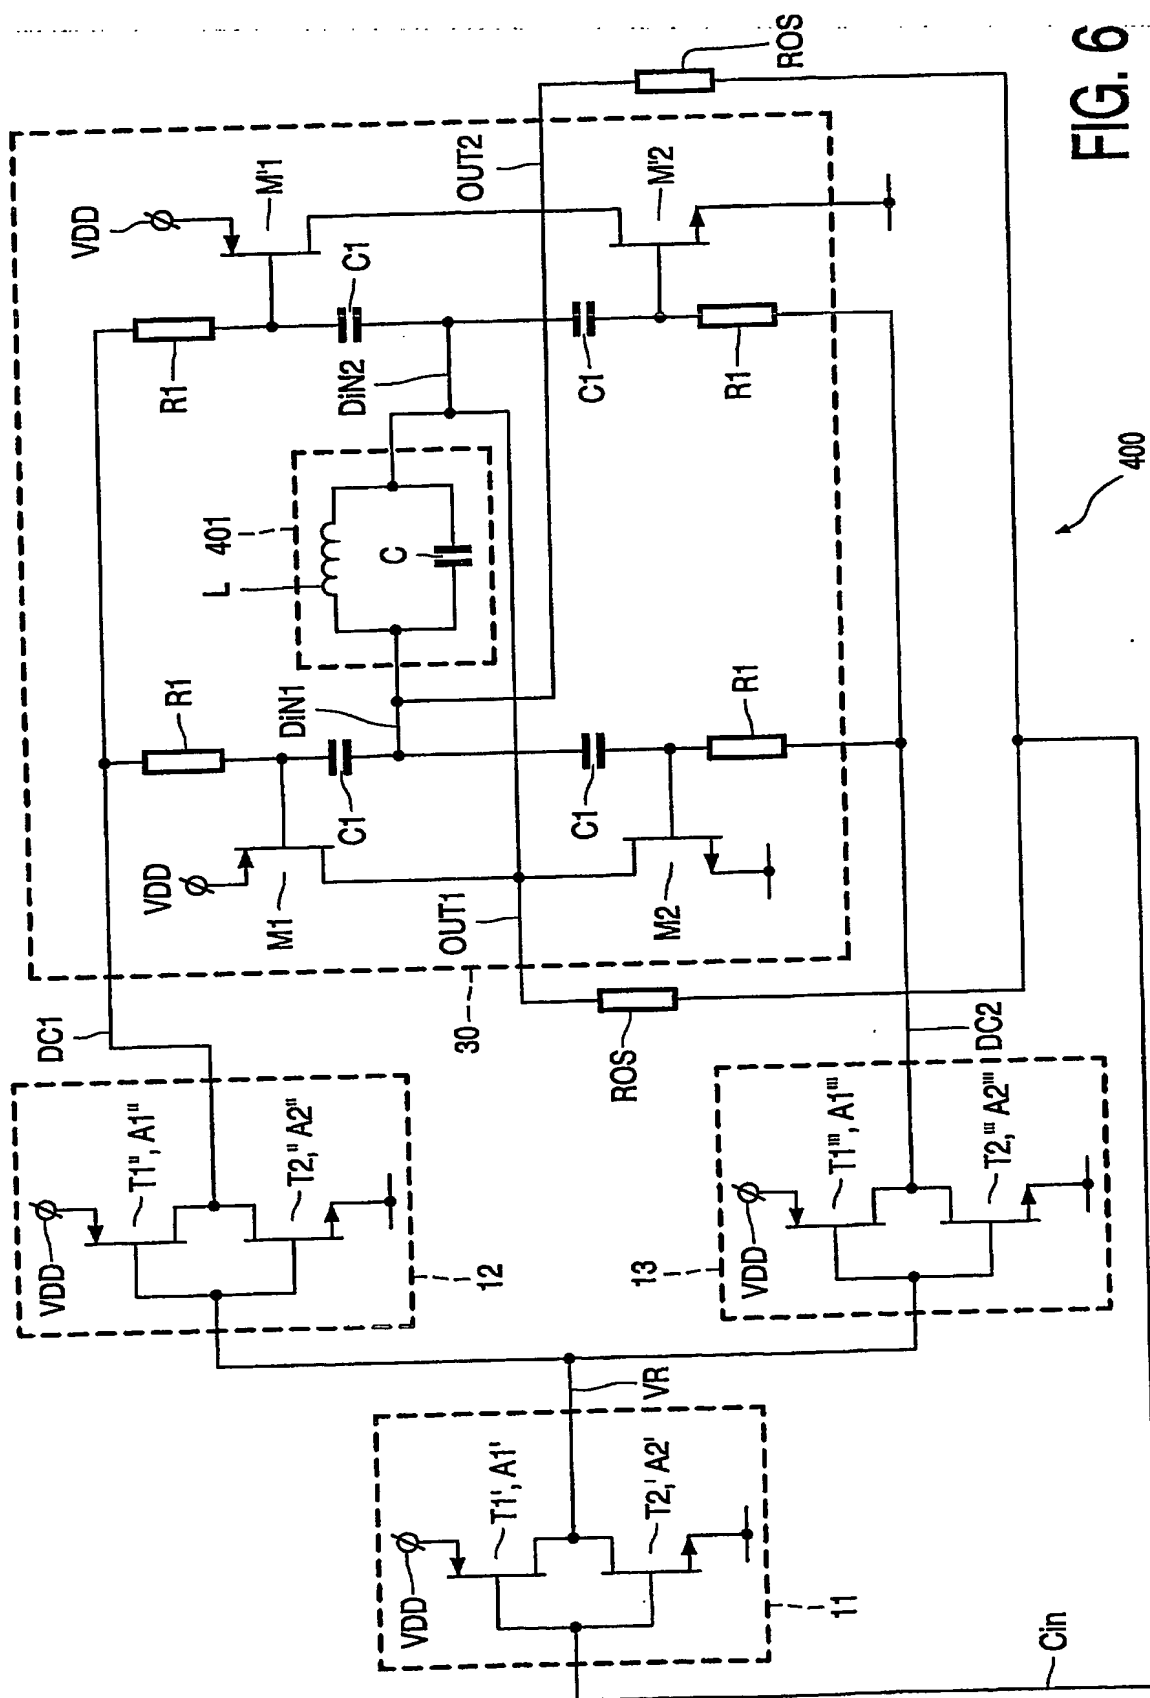 FIG. 6
400
ROS
OUT2
VDD
M'1
C1
M'2
R1
DiN2
C1
R1
401
L
C
R1
DiN1
R1
C1
C1
VDD
M1
OUT1
M2
30
DC1
ROS
DC2
VDD
T1'', A1''
T2,'' A2''
12
13
VDD
T1''', A1'''
T2,''' A2'''
VR
VDD
T1', A1'
T2,' A2'
11
Cin